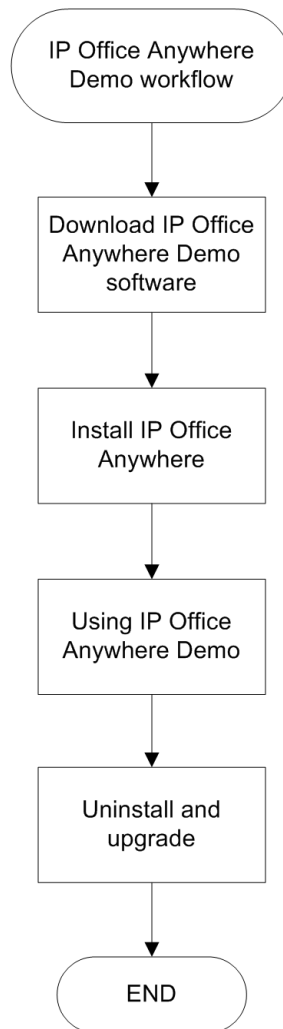 IP Office Anywhere
Demo workflow
Download IP Office
Anywhere Demo
software
Install IP Office
Anywhere
Using IP Office
Anywhere Demo
Uninstall and
upgrade
END